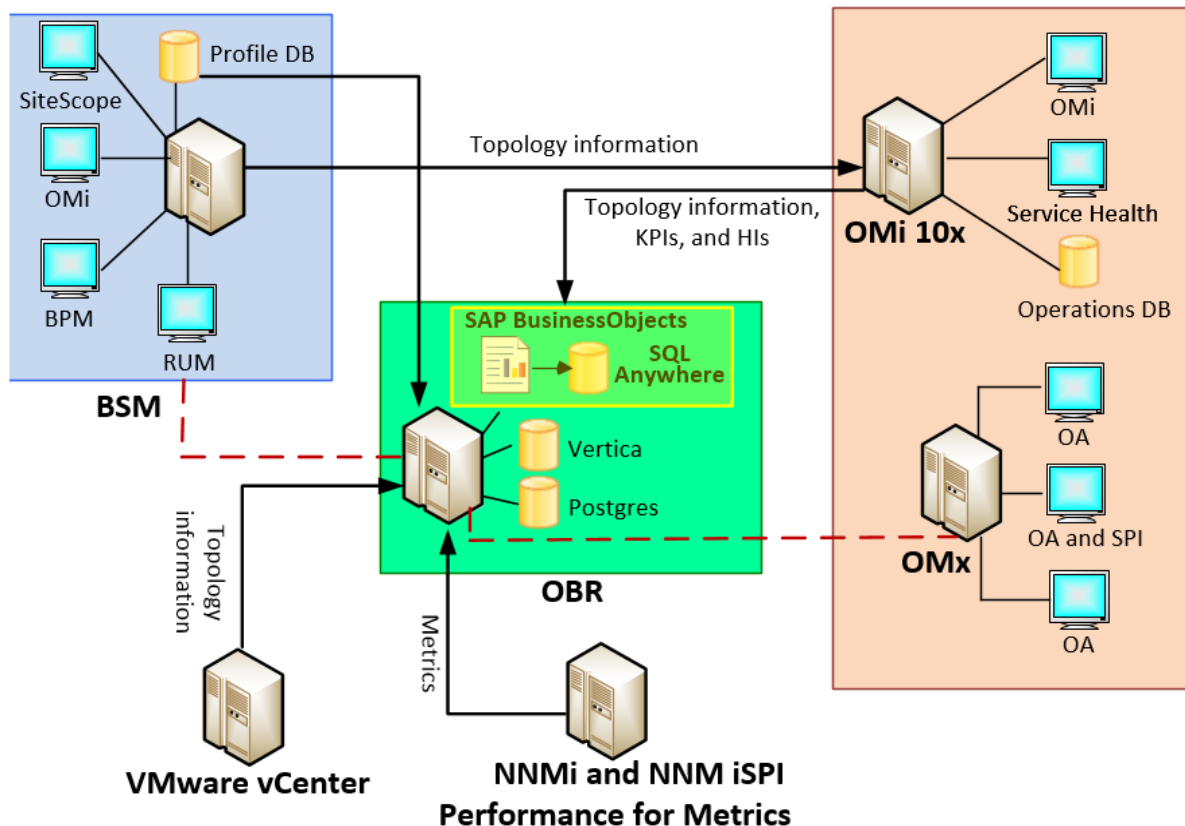 Profile DB
SiteScope
OMi
BPM
RUM
BSM
Topology information
Topology information,
KPIs, and HIs
OMi
Service Health
OMi 10x
Operations DB
SAP BusinessObjects
SQL
Anywhere
Vertica
Postgres
OBR
OA
OA and SPI
OMx
OA
Topology
information
Metrics
VMware vCenter
NNMi and NNM iSPI
Performance for Metrics